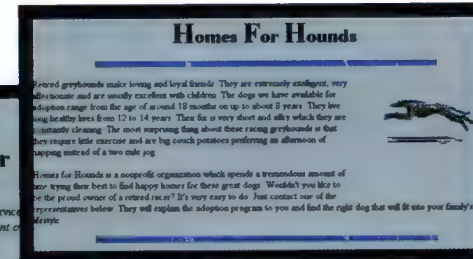 Homes For Hounds
Retired greyhounds make loving and loyal friends. They are extremely intelligent, very
affectionate and are usually excellent with children. The dogs we have available for
adoption range from the age of around 18 months on up to about 8 years. They live
long healthy lives from 12 to 14 years. Their fur is very short and silky which they are
constantly cleaning. The most surprising thing about these racing greyhounds is that
they require little exercise and are big couch potatoes preferring an afternoon of
napping instead of a two mile jog.
Homes for Hounds is a nonprofit organization which spends a tremendous amount of
time trying their best to find happy homes for these great dogs. Wouldn't you like to
be the proud owner of a retired racer? It's very easy to do. Just contact one of the
representatives below. They will explain the adoption program to you and find the right dog that will fit into your family's
lifestyle.